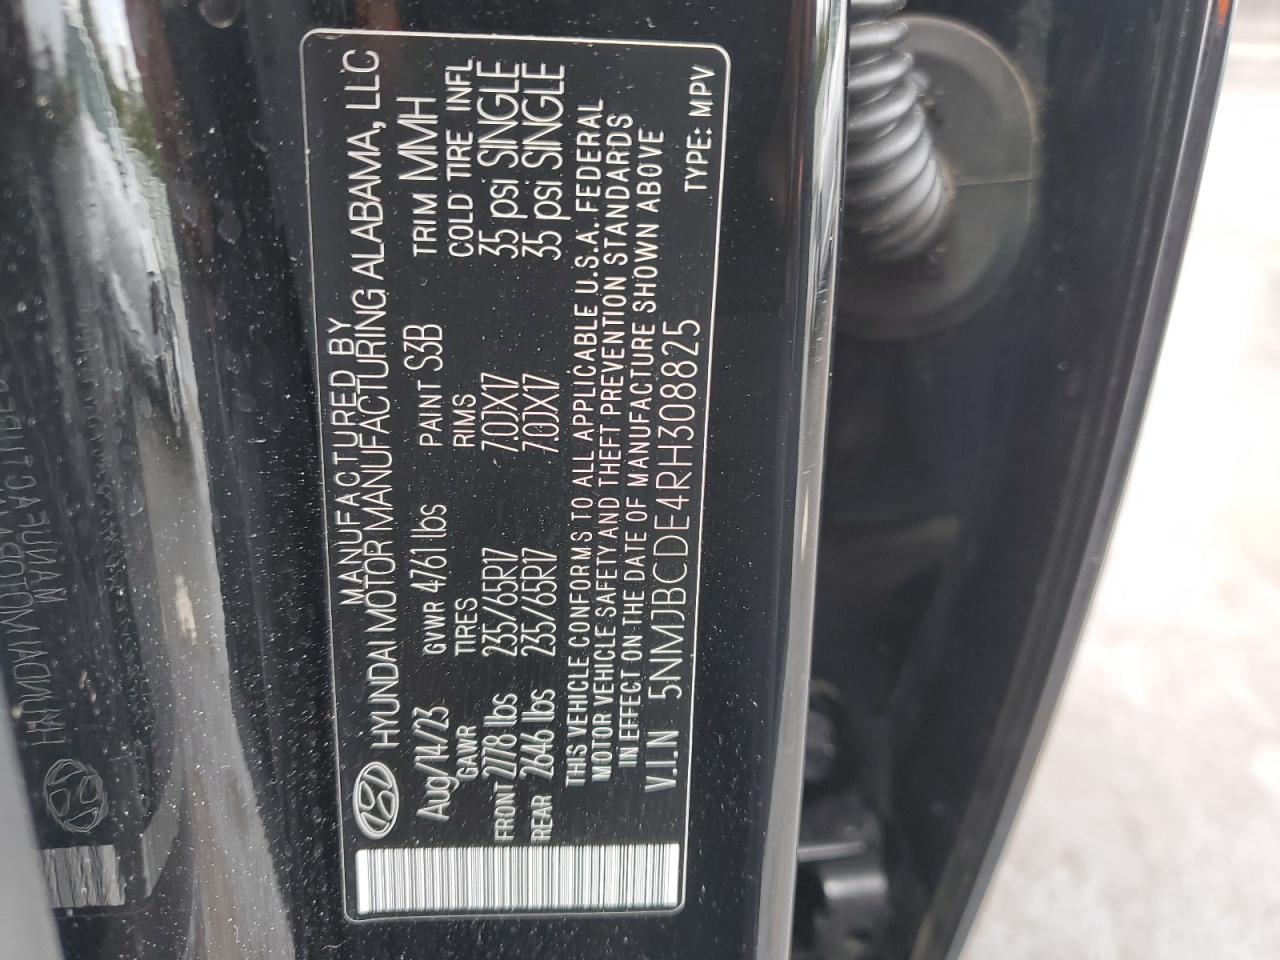 MANUFACTURED BY
HYUNDAI MOTOR MANUFACTURING ALABAMA, LLC
Aug/14/23 GVWR 4761 lbs PAINT S3B TRIM MMH
GAWR TIRES RIMS COLD TIRE INFL
FRONT 2778 lbs 235/65R17 7.0JX17 35 psi SINGLE
REAR 2646 lbs 235/65R17 7.0JX17 35 psi SINGLE
THIS VEHICLE CONFORMS TO ALL APPLICABLE U.S.A. FEDERAL
MOTOR VEHICLE SAFETY AND THEFT PREVENTION STANDARDS
IN EFFECT ON THE DATE OF MANUFACTURE SHOWN ABOVE
V.I.N 5NMJBCDE4RH308825 TYPE: MPV